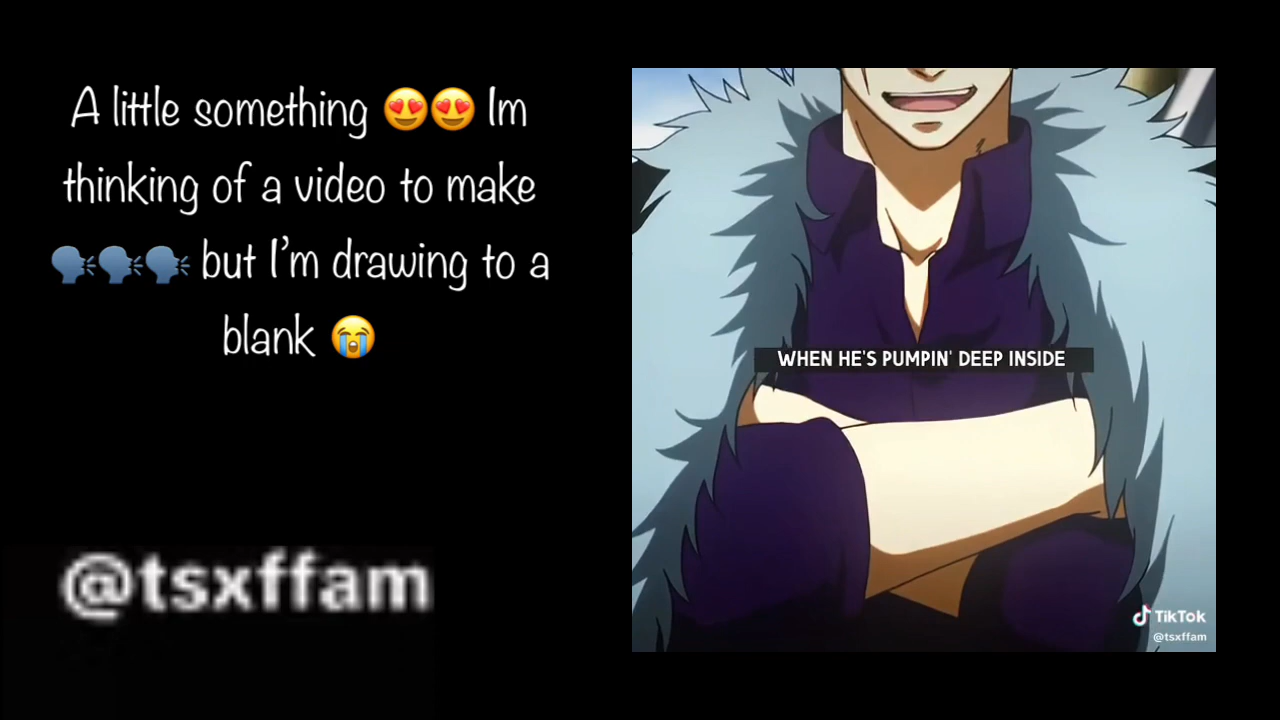 A little something 😍😍 Im
thinking of a video to make
🗣️🗣️🗣️ but I'm drawing to a
blank 😭
@tsxffam
WHEN HE'S PUMPIN' DEEP INSIDE
TikTok
@tsxffam